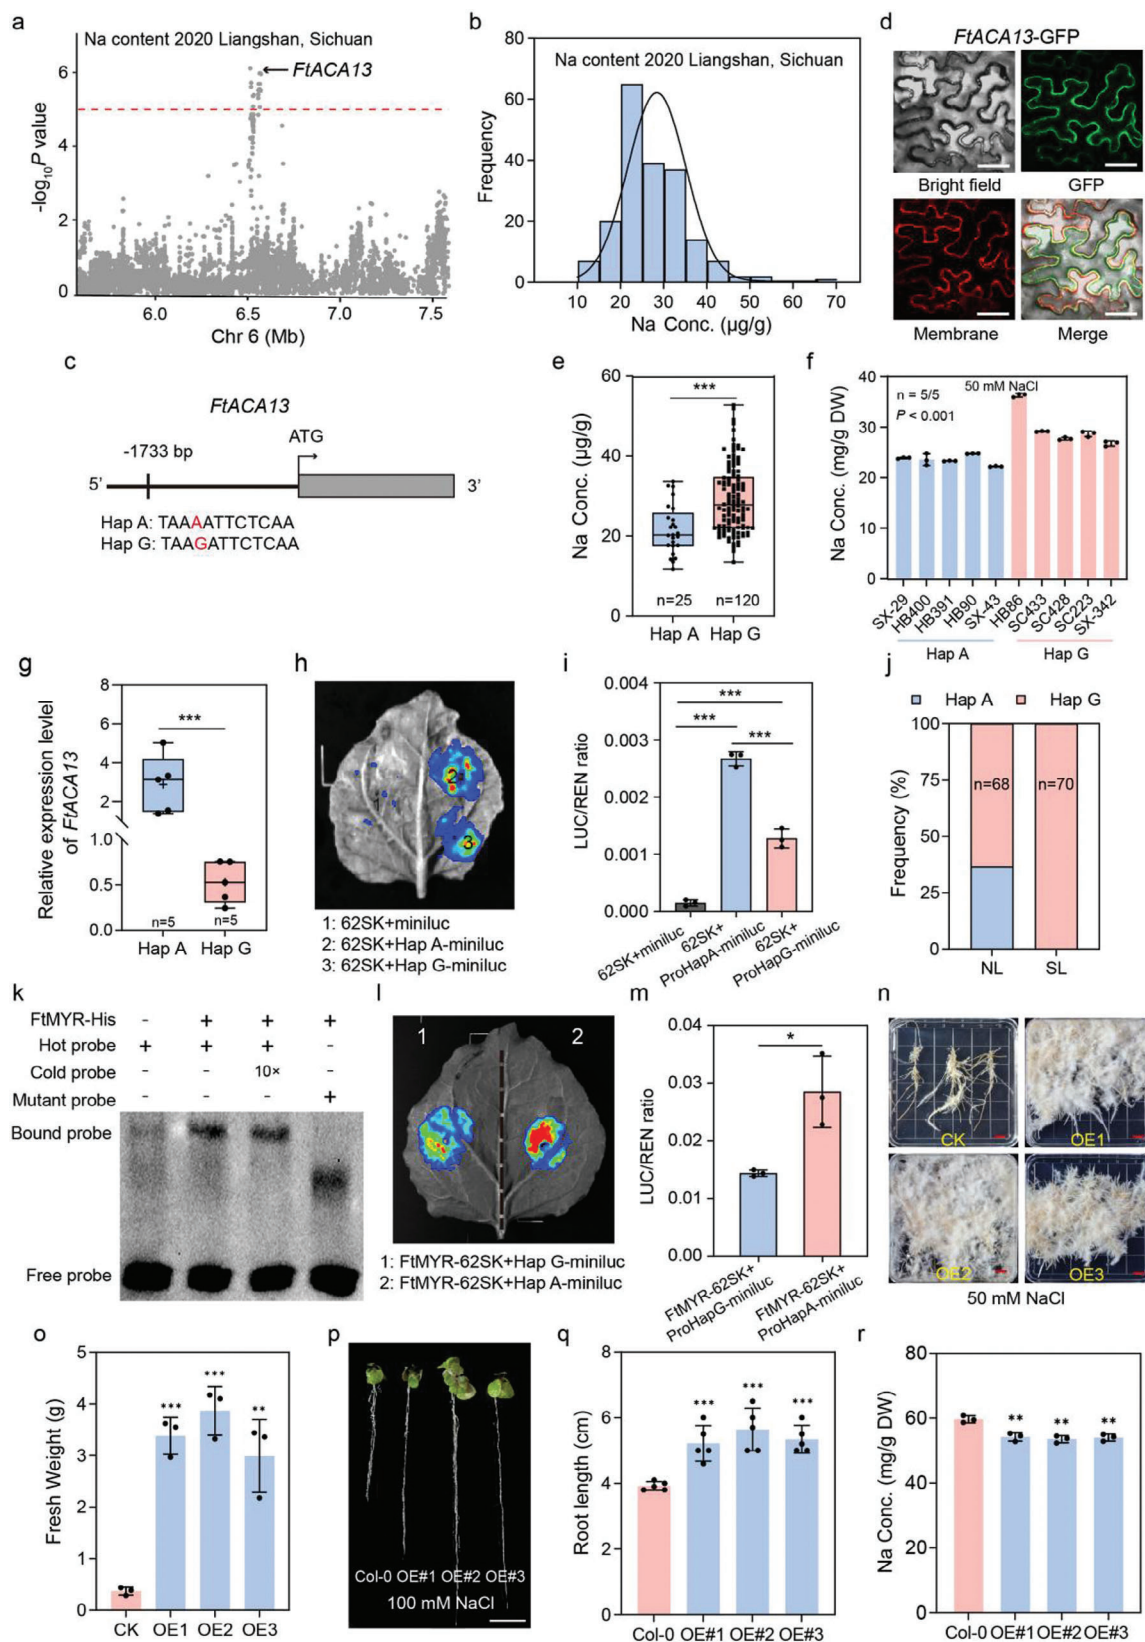 a
Na content 2020 Liangshan, Sichuan
FtACA13
-log10P value
6
4
2
0
6.0
6.5
7.0
7.5
Chr 6 (Mb)
b
Na content 2020 Liangshan, Sichuan
Frequency
80
60
40
20
0
10
20
30
40
50
60
70
Na Conc. (µg/g)
d
FtACA13-GFP
Bright field
GFP
Membrane
Merge
c
FtACA13
-1733 bp
ATG
5'
3'
Hap A: TAAAATTCTCAA
Hap G: TAAGATTCTCAA
e
Na Conc. (µg/g)
60
40
20
0
***
n=25
n=120
Hap A
Hap G
f
Na Conc. (mg/g DW)
40
30
20
10
0
50 mM NaCl
n = 5/5
P < 0.001
SX-29
HB400
HB391
HB90
SX-43
HB86
SC433
SC428
SC223
SX-342
Hap A
Hap G
g
Relative expression levlel
of FtACA13
8
6
4
2
1.0
0.5
0.0
***
n=5
n=5
Hap A
Hap G
h
1
2
3
1: 62SK+miniluc
2: 62SK+Hap A-miniluc
3: 62SK+Hap G-miniluc
i
LUC/REN ratio
0.004
0.003
0.002
0.001
0.000
***
***
***
62SK+miniluc
62SK+
ProHapA-miniluc
62SK+
ProHapG-miniluc
j
Hap A
Hap G
Frequency (%)
100
75
50
25
0
n=68
n=70
NL
SL
k
FtMYR-His - + + +
Hot probe + + + -
Cold probe - - 10× -
Mutant probe - - - +
Bound probe
Free probe
l
1
2
1: FtMYR-62SK+Hap G-miniluc
2: FtMYR-62SK+Hap A-miniluc
m
LUC/REN ratio
0.04
0.03
0.02
0.01
0.00
*
FtMYR-62SK+
ProHapG-miniluc
FtMYR-62SK+
ProHapA-miniluc
n
CK
OE1
OE2
OE3
50 mM NaCl
o
Fresh Weight (g)
5
4
3
2
1
0
***
***
**
CK
OE1
OE2
OE3
p
Col-0 OE#1 OE#2 OE#3
100 mM NaCl
q
Root length (cm)
8
6
4
2
0
***
***
***
Col-0
OE#1
OE#2
OE#3
r
Na Conc. (mg/g DW)
80
60
40
20
0
**
**
**
Col-0
OE#1
OE#2
OE#3